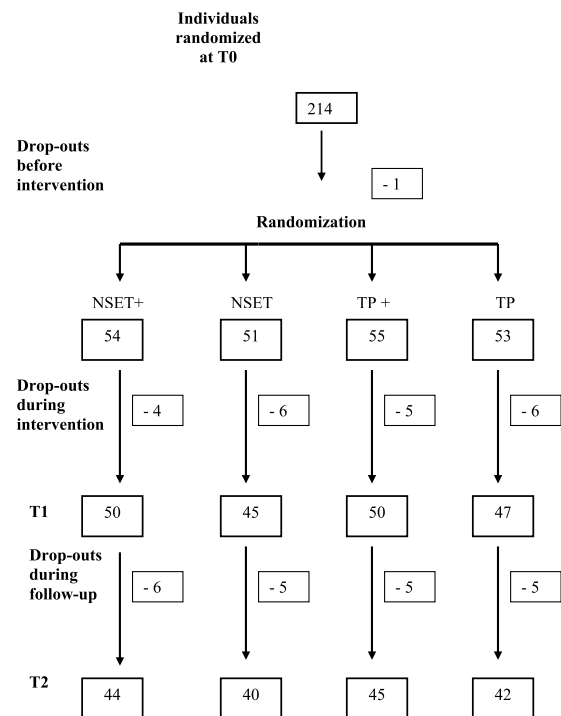 Individuals
randomized
at T0
214
Drop-outs
before
intervention
- 1
Randomization
NSET+ NSET TP + TP
54 51 55 53
Drop-outs
during
intervention
- 4 - 6 - 5 - 6
T1 50 45 50 47
Drop-outs
during
follow-up
- 6 - 5 - 5 - 5
T2 44 40 45 42